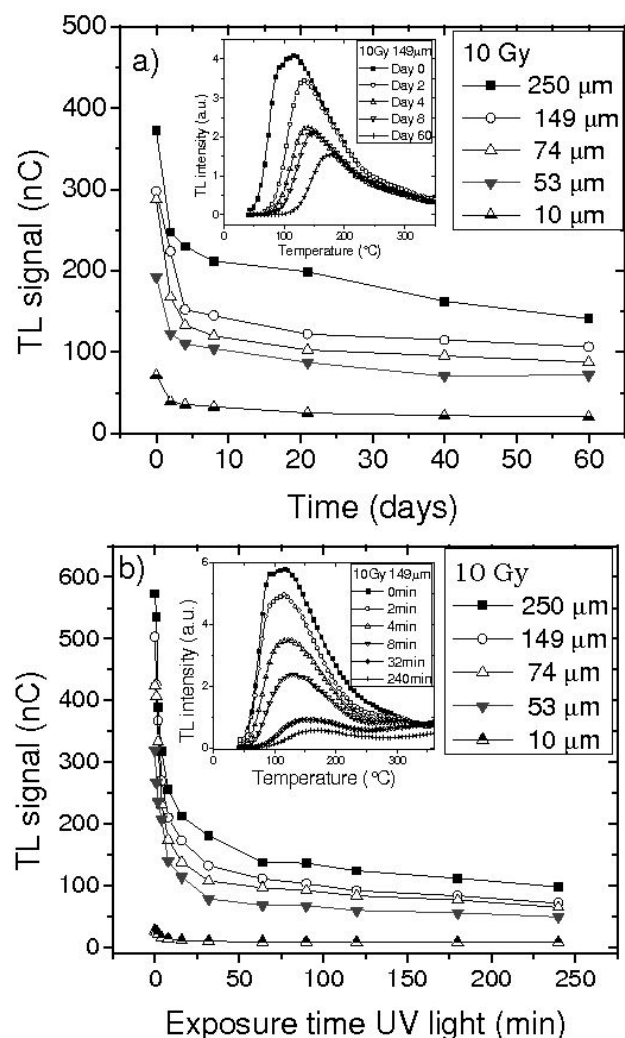 a)
500
400
300
200
100
0
TL signal (nC)
0 10 20 30 40 50 60
Time (days)
10 Gy
250 μm
149 μm
74 μm
53 μm
10 μm
4
2
0
TL intensity (a.u.)
100 200 300
Temperature (°C)
10Gy 149μm
Day 0
Day 2
Day 4
Day 8
Day 60
b)
600
500
400
300
200
100
0
TL signal (nC)
0 50 100 150 200 250
Exposure time UV light (min)
10 Gy
250 μm
149 μm
74 μm
53 μm
10 μm
6
4
2
0
TL intensity (a.u.)
0 100 200 300
Temperature (°C)
10Gy 149μm
0min
2min
4min
8min
32min
240min